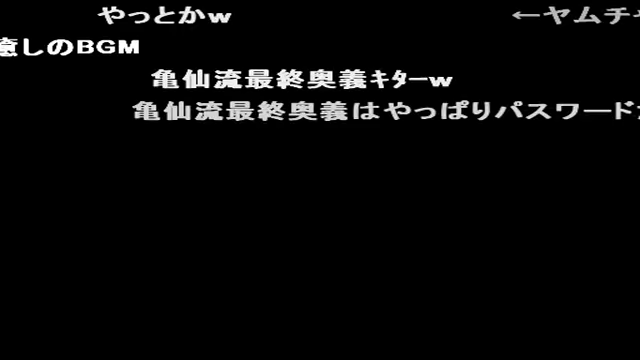 やっとかw
←ヤムチャ
癒しのBGM
亀仙流最終奥義ｷﾀｰw
亀仙流最終奥義はやっぱりパスワード